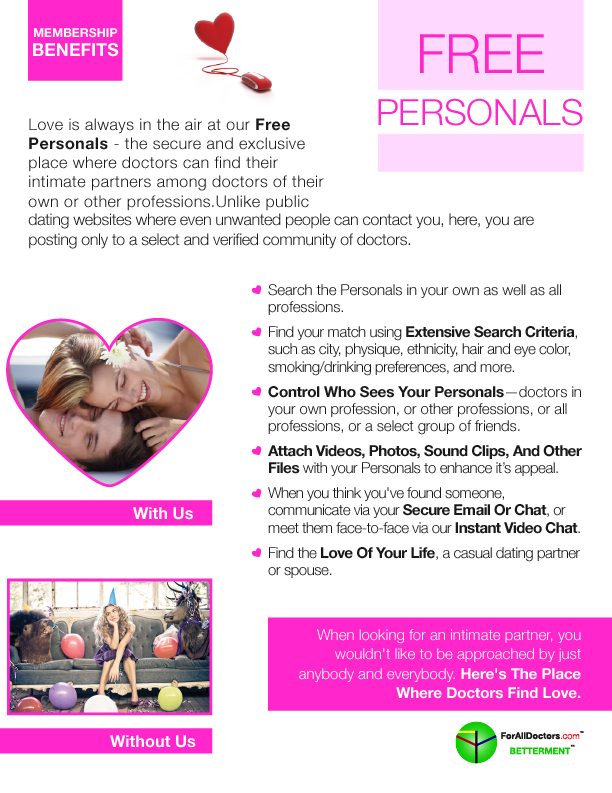 MEMBERSHIP
BENEFITS
FREE
PERSONALS
Love is always in the air at our Free
Personals - the secure and exclusive
place where doctors can find their
intimate partners among doctors of their
own or other professions.Unlike public
dating websites where even unwanted people can contact you, here, you are
posting only to a select and verified community of doctors.
Search the Personals in your own as well as all
professions.
Find your match using Extensive Search Criteria,
such as city, physique, ethnicity, hair and eye color,
smoking/drinking preferences, and more.
Control Who Sees Your Personals—doctors in
your own profession, or other professions, or all
professions, or a select group of friends.
Attach Videos, Photos, Sound Clips, And Other
Files with your Personals to enhance it's appeal.
When you think you've found someone,
communicate via your Secure Email Or Chat, or
meet them face-to-face via our Instant Video Chat.
Find the Love Of Your Life, a casual dating partner
or spouse.
With Us
Without Us
When looking for an intimate partner, you
wouldn't like to be approached by just
anybody and everybody. Here's The Place
Where Doctors Find Love.
ForAllDoctors.com™
BETTERMENT™